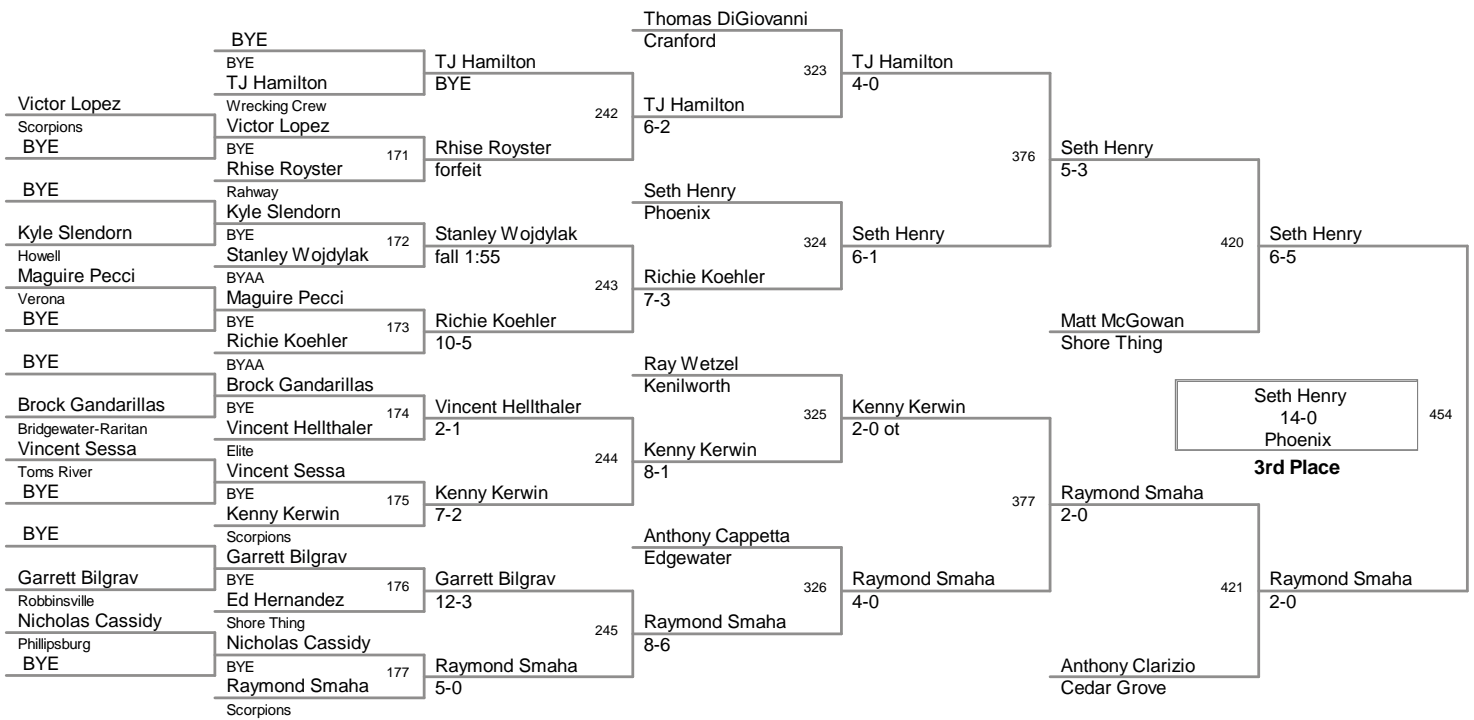 Victor Lopez
Scorpions
BYE
BYE
Kyle Slendorn
Howell
Maguire Pecci
Verona
BYE
BYE
Brock Gandarillas
Bridgewater-Raritan
Vincent Sessa
Toms River
BYE
BYE
Garrett Bilgrav
Robbinsville
Nicholas Cassidy
Phillipsburg
BYE
BYE
BYE
TJ Hamilton
Wrecking Crew
Victor Lopez
BYE
171
Rhise Royster
Rahway
Kyle Slendorn
BYE
172
Stanley Wojdylak
BYAA
Maguire Pecci
BYE
173
Richie Koehler
BYAA
Brock Gandarillas
BYE
174
Vincent Hellthaler
Elite
Vincent Sessa
BYE
175
Kenny Kerwin
Scorpions
Garrett Bilgrav
BYE
176
Ed Hernandez
Shore Thing
Nicholas Cassidy
BYE
177
Raymond Smaha
Scorpions
TJ Hamilton
BYE
242
Rhise Royster
forfeit
Stanley Wojdylak
fall 1:55
243
Richie Koehler
10-5
Vincent Hellthaler
2-1
244
Kenny Kerwin
7-2
Garrett Bilgrav
12-3
245
Raymond Smaha
5-0
Thomas DiGiovanni
Cranford
323
TJ Hamilton
6-2
Seth Henry
Phoenix
324
Richie Koehler
7-3
Ray Wetzel
Kenilworth
325
Kenny Kerwin
8-1
Anthony Cappetta
Edgewater
326
Raymond Smaha
8-6
TJ Hamilton
4-0
376
Seth Henry
6-1
Kenny Kerwin
2-0 ot
377
Raymond Smaha
4-0
Seth Henry
5-3
420
Matt McGowan
Shore Thing
Raymond Smaha
2-0
421
Anthony Clarizio
Cedar Grove
Seth Henry
6-5
Seth Henry
14-0
Phoenix
454
3rd Place
Raymond Smaha
2-0